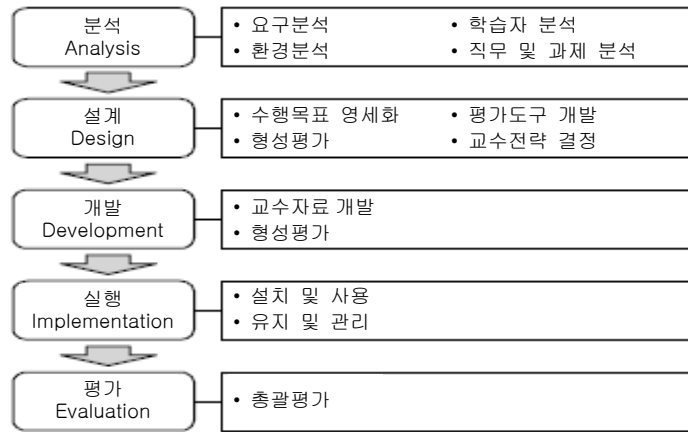 분석
Analysis
• 요구분석 • 학습자 분석
• 환경분석 • 직무 및 과제 분석
설계
Design
• 수행목표 영세화 • 평가도구 개발
• 형성평가 • 교수전략 결정
개발
Development
• 교수자료 개발
• 형성평가
실행
Implementation
• 설치 및 사용
• 유지 및 관리
평가
Evaluation
• 총괄평가